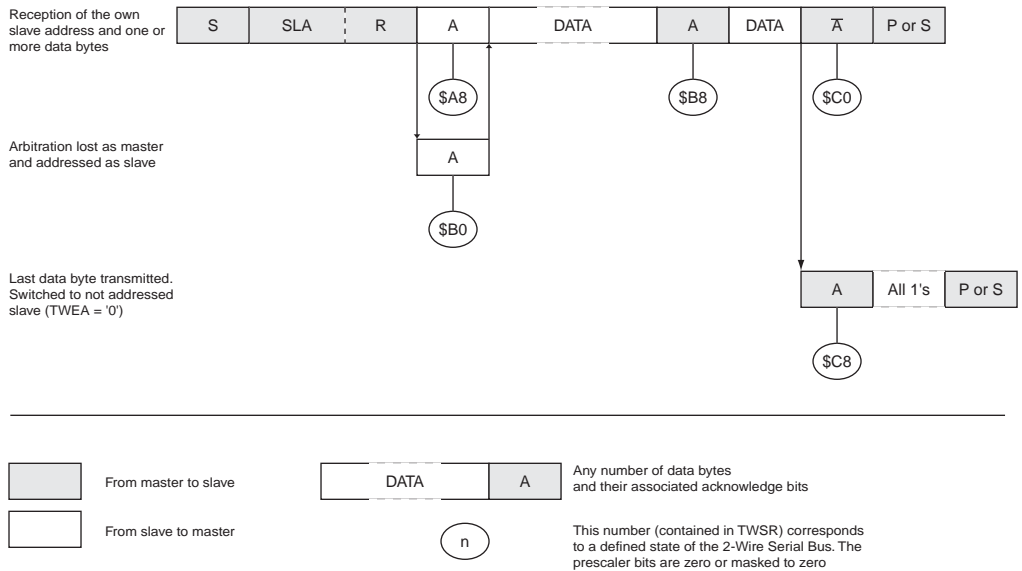 Reception of the own
slave address and one or
more data bytes
S SLA R A DATA A DATA A̅ P or S
$A8 $B8 $C0
Arbitration lost as master
and addressed as slave
A
$B0
Last data byte transmitted.
Switched to not addressed
slave (TWEA = '0')
A All 1's P or S
$C8
From master to slave
DATA A
Any number of data bytes
and their associated acknowledge bits
From slave to master
n
This number (contained in TWSR) corresponds
to a defined state of the 2-Wire Serial Bus. The
prescaler bits are zero or masked to zero